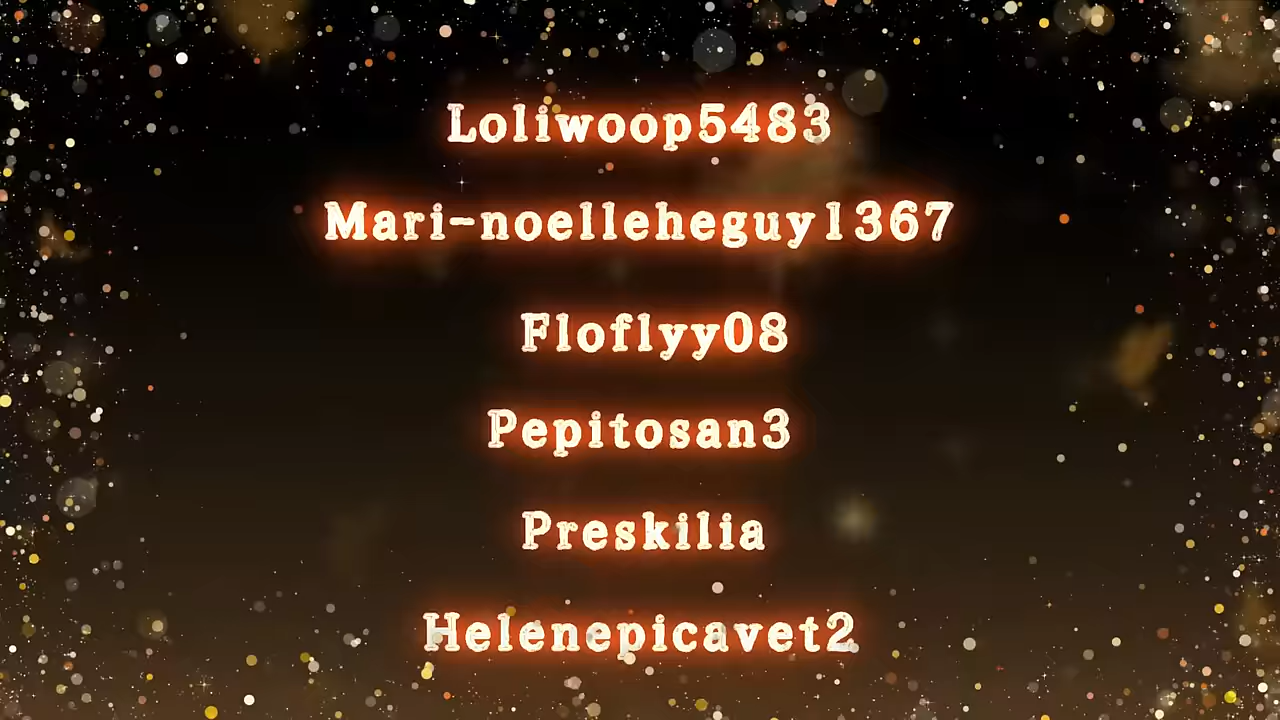 Loliwoop5483
Mari-noelleheguy1367
Floflyy08
Pepitosan3
Preskilia
Helenepicavet2